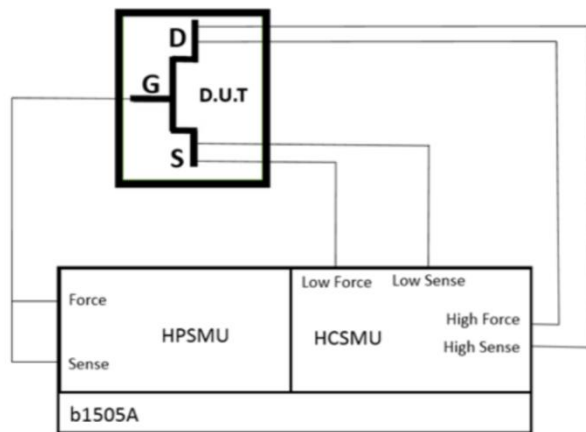 D
G
D.U.T
S
Low Force Low Sense
Force
High Force
HPSMU
HCSMU
High Sense
Sense
b1505A